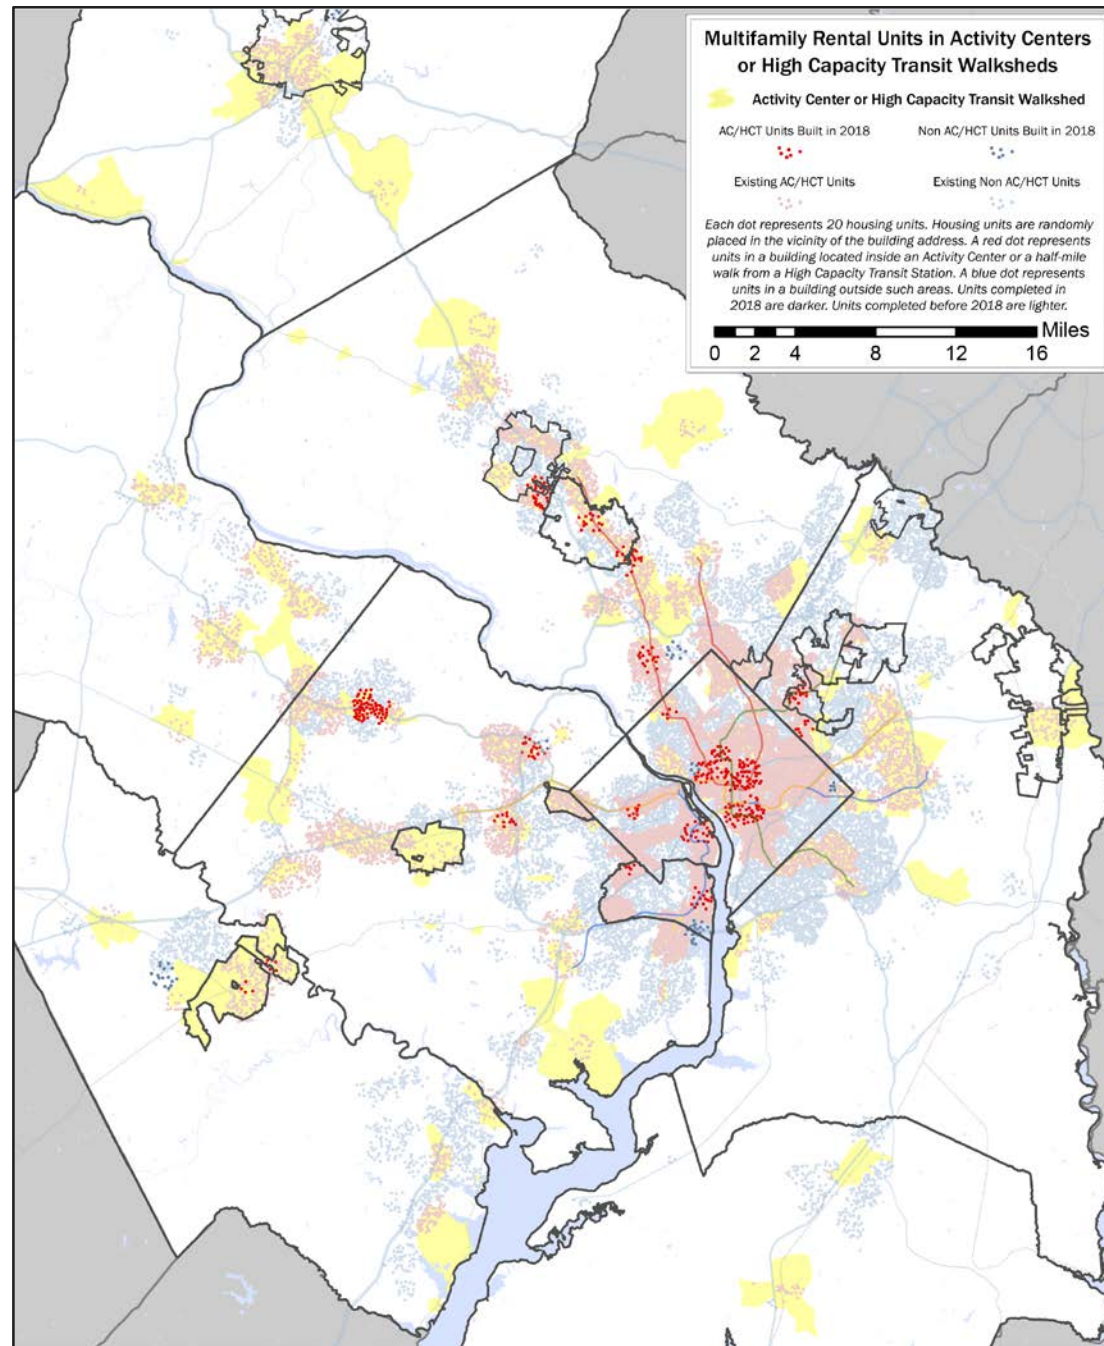 Multifamily Rental Units in Activity Centers
or High Capacity Transit Walksheds
Activity Center or High Capacity Transit Walkshed
AC/HCT Units Built in 2018
Non AC/HCT Units Built in 2018
Existing AC/HCT Units
Existing Non AC/HCT Units
Each dot represents 20 housing units. Housing units are randomly
placed in the vicinity of the building address. A red dot represents
units in a building located inside an Activity Center or a half-mile
walk from a High Capacity Transit Station. A blue dot represents
units in a building outside such areas. Units completed in
2018 are darker. Units completed before 2018 are lighter.
Miles
0 2 4 8 12 16